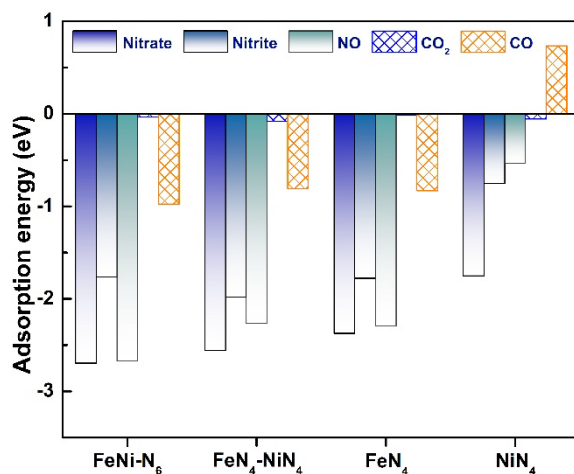 Nitrate Nitrite NO CO₂ CO
Adsorption energy (eV)
1
0
-1
-2
-3
FeNi-N₆ FeN₄-NiN₄ FeN₄ NiN₄